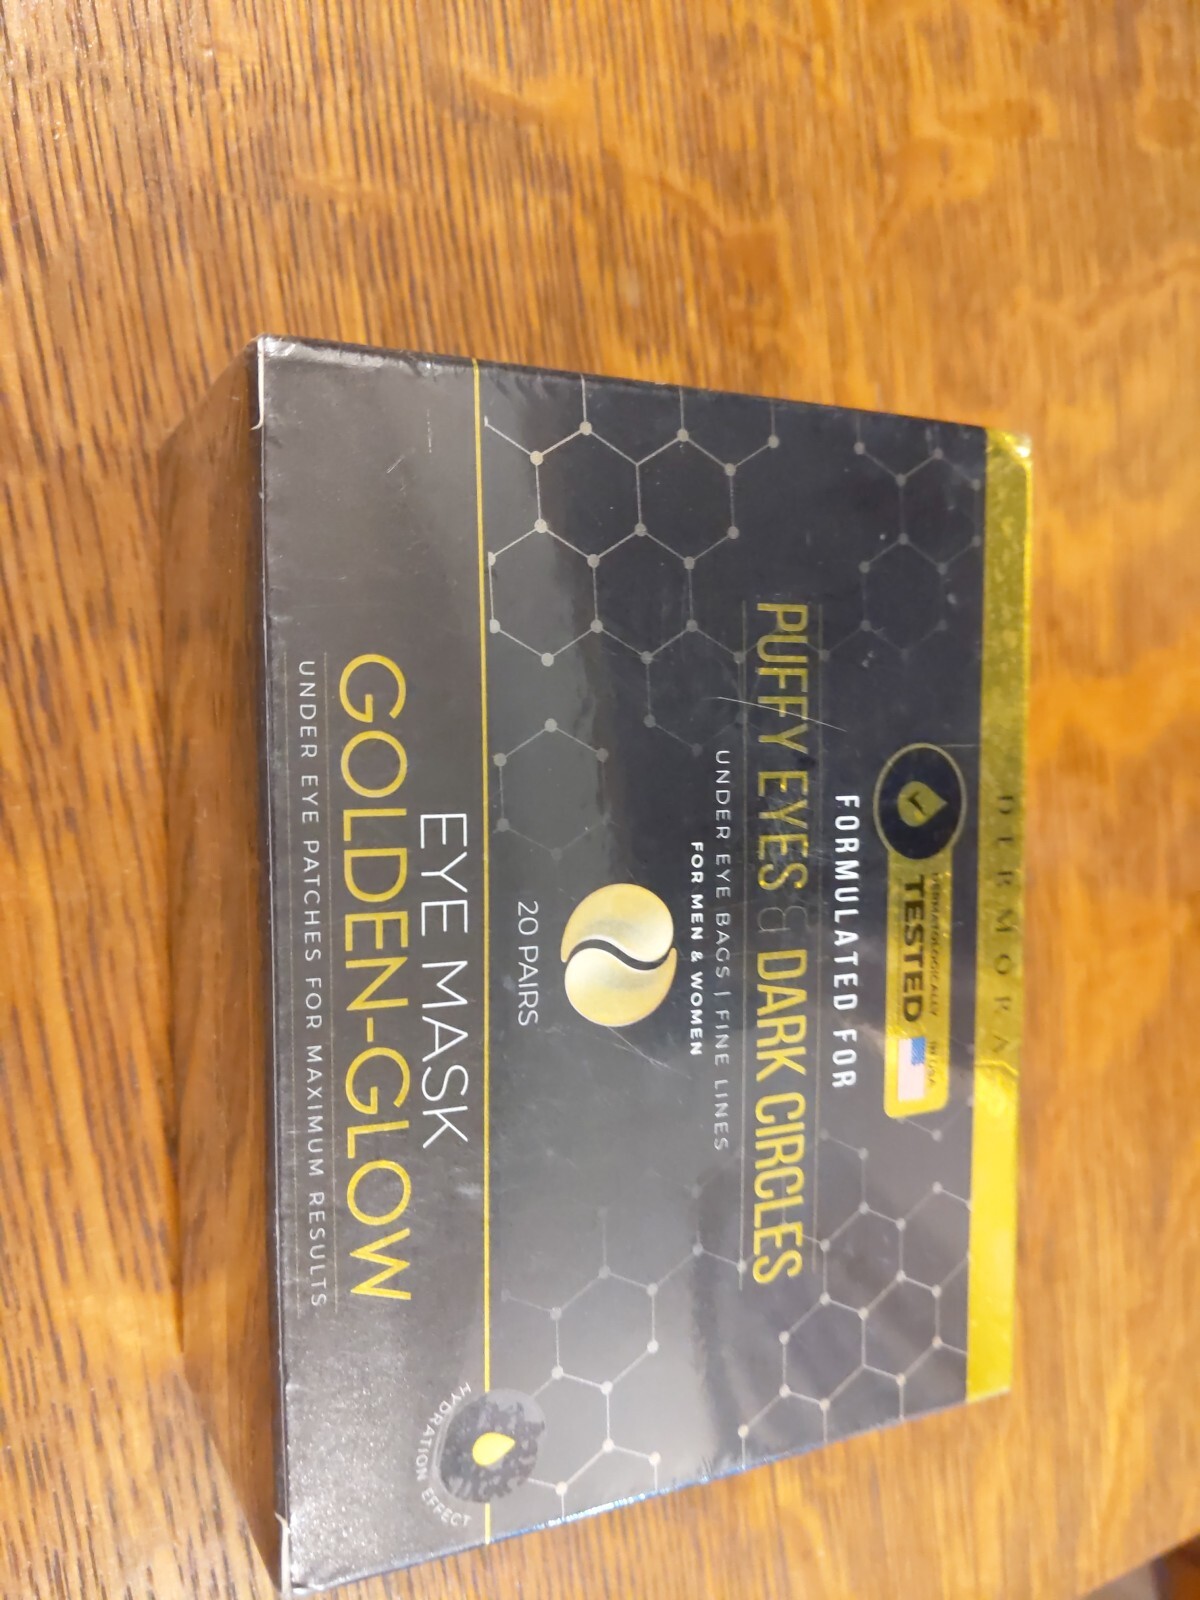 DERMORA
DERMATOLOGICALLY
TESTED
IN USA
FORMULATED FOR
PUFFY EYES & DARK CIRCLES
UNDER EYE BAGS | FINE LINES
FOR MEN & WOMEN
20 PAIRS
EYE MASK
GOLDEN-GLOW
UNDER EYE PATCHES FOR MAXIMUM RESULTS
HYDRATION EFFECT